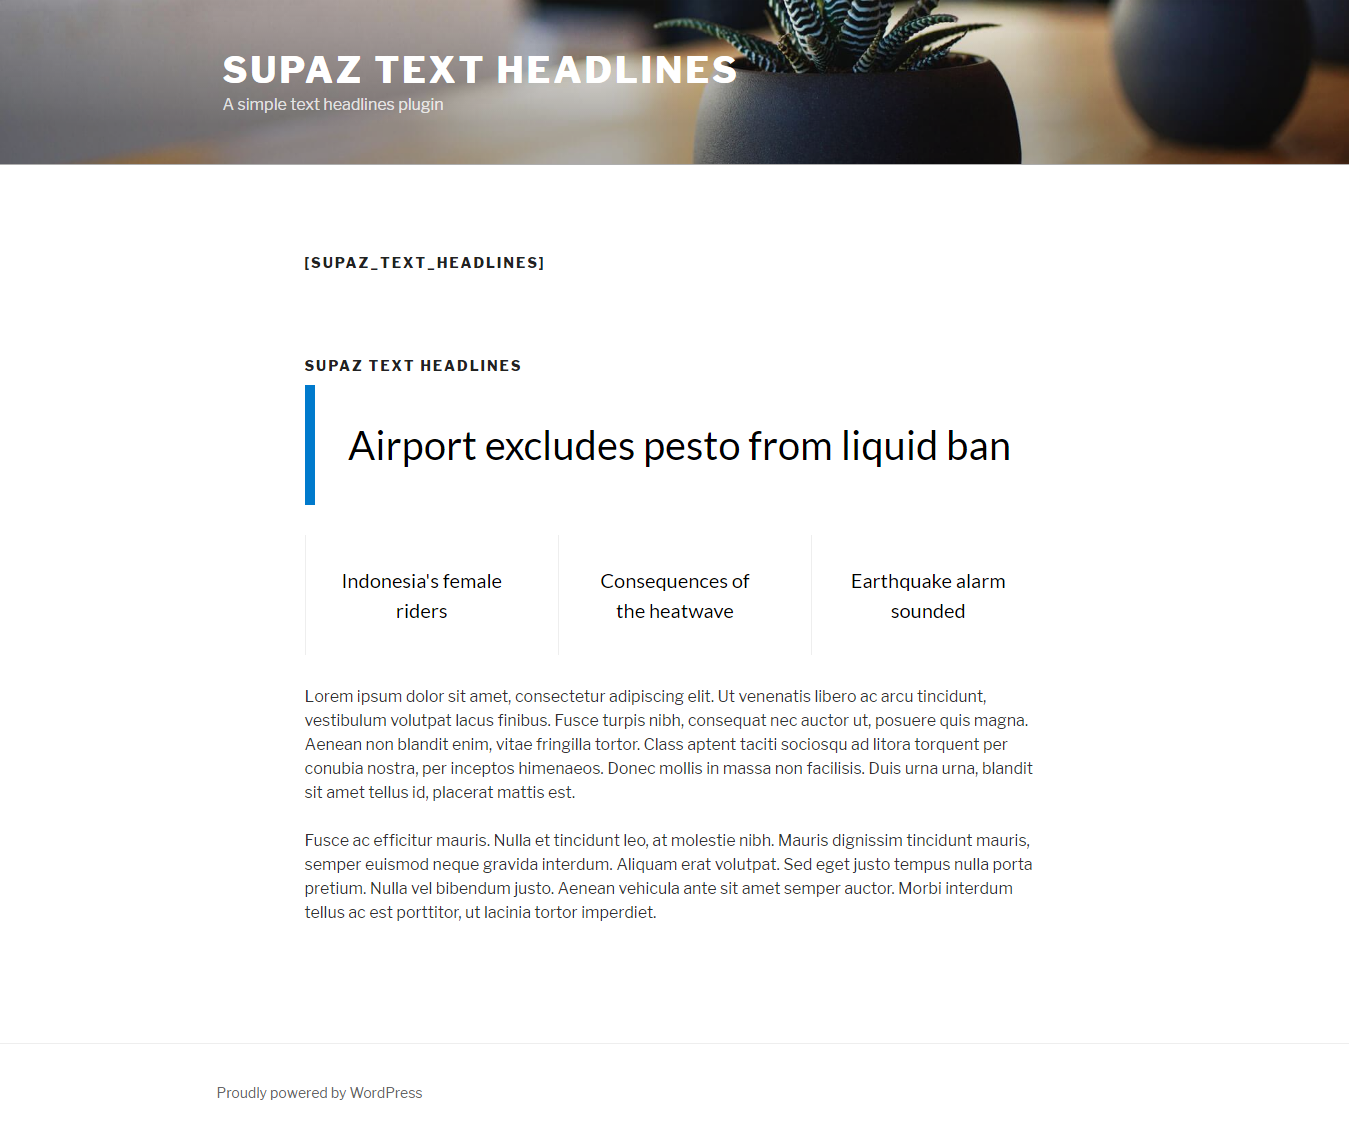 SUPAZ TEXT HEADLINES
A simple text headlines plugin
[SUPAZ_TEXT_HEADLINES]
SUPAZ TEXT HEADLINES
Airport excludes pesto from liquid ban
Indonesia's female
riders
Consequences of
the heatwave
Earthquake alarm
sounded
Lorem ipsum dolor sit amet, consectetur adipiscing elit. Ut venenatis libero ac arcu tincidunt,
vestibulum volutpat lacus finibus. Fusce turpis nibh, consequat nec auctor ut, posuere quis magna.
Aenean non blandit enim, vitae fringilla tortor. Class aptent taciti sociosqu ad litora torquent per
conubia nostra, per inceptos himenaeos. Donec mollis in massa non facilisis. Duis urna urna, blandit
sit amet tellus id, placerat mattis est.
Fusce ac efficitur mauris. Nulla et tincidunt leo, at molestie nibh. Mauris dignissim tincidunt mauris,
semper euismod neque gravida interdum. Aliquam erat volutpat. Sed eget justo tempus nulla porta
pretium. Nulla vel bibendum justo. Aenean vehicula ante sit amet semper auctor. Morbi interdum
tellus ac est porttitor, ut lacinia tortor imperdiet.
Proudly powered by WordPress